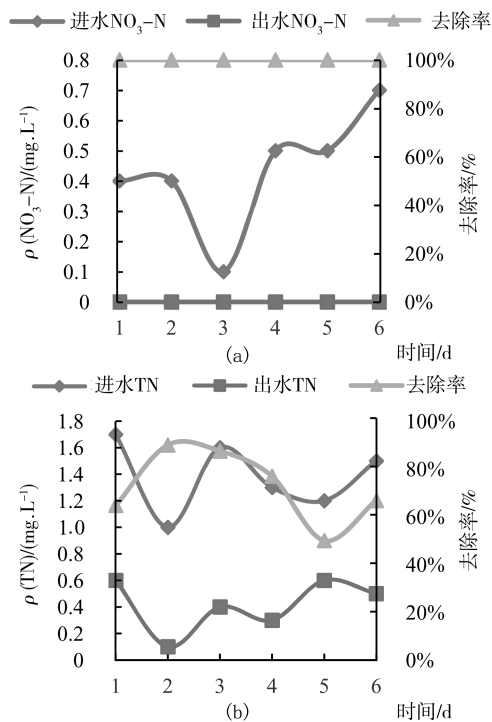 进水NO₃-N 出水NO₃-N 去除率
0.8 100%
0.7
0.6 80%
0.5 60%
0.4
0.3 40%
0.2 20%
0.1
0 0%
ρ (NO₃-N)/(mg.L⁻¹)
去除率/%
1 2 3 4 5 6
(a) 时间/d
进水TN 出水TN 去除率
1.8 100%
1.6
1.4 80%
1.2
1.0 60%
0.8 40%
0.6
0.4 20%
0.2
0 0%
ρ (TN)/(mg.L⁻¹)
去除率/%
1 2 3 4 5 6
(b) 时间/d